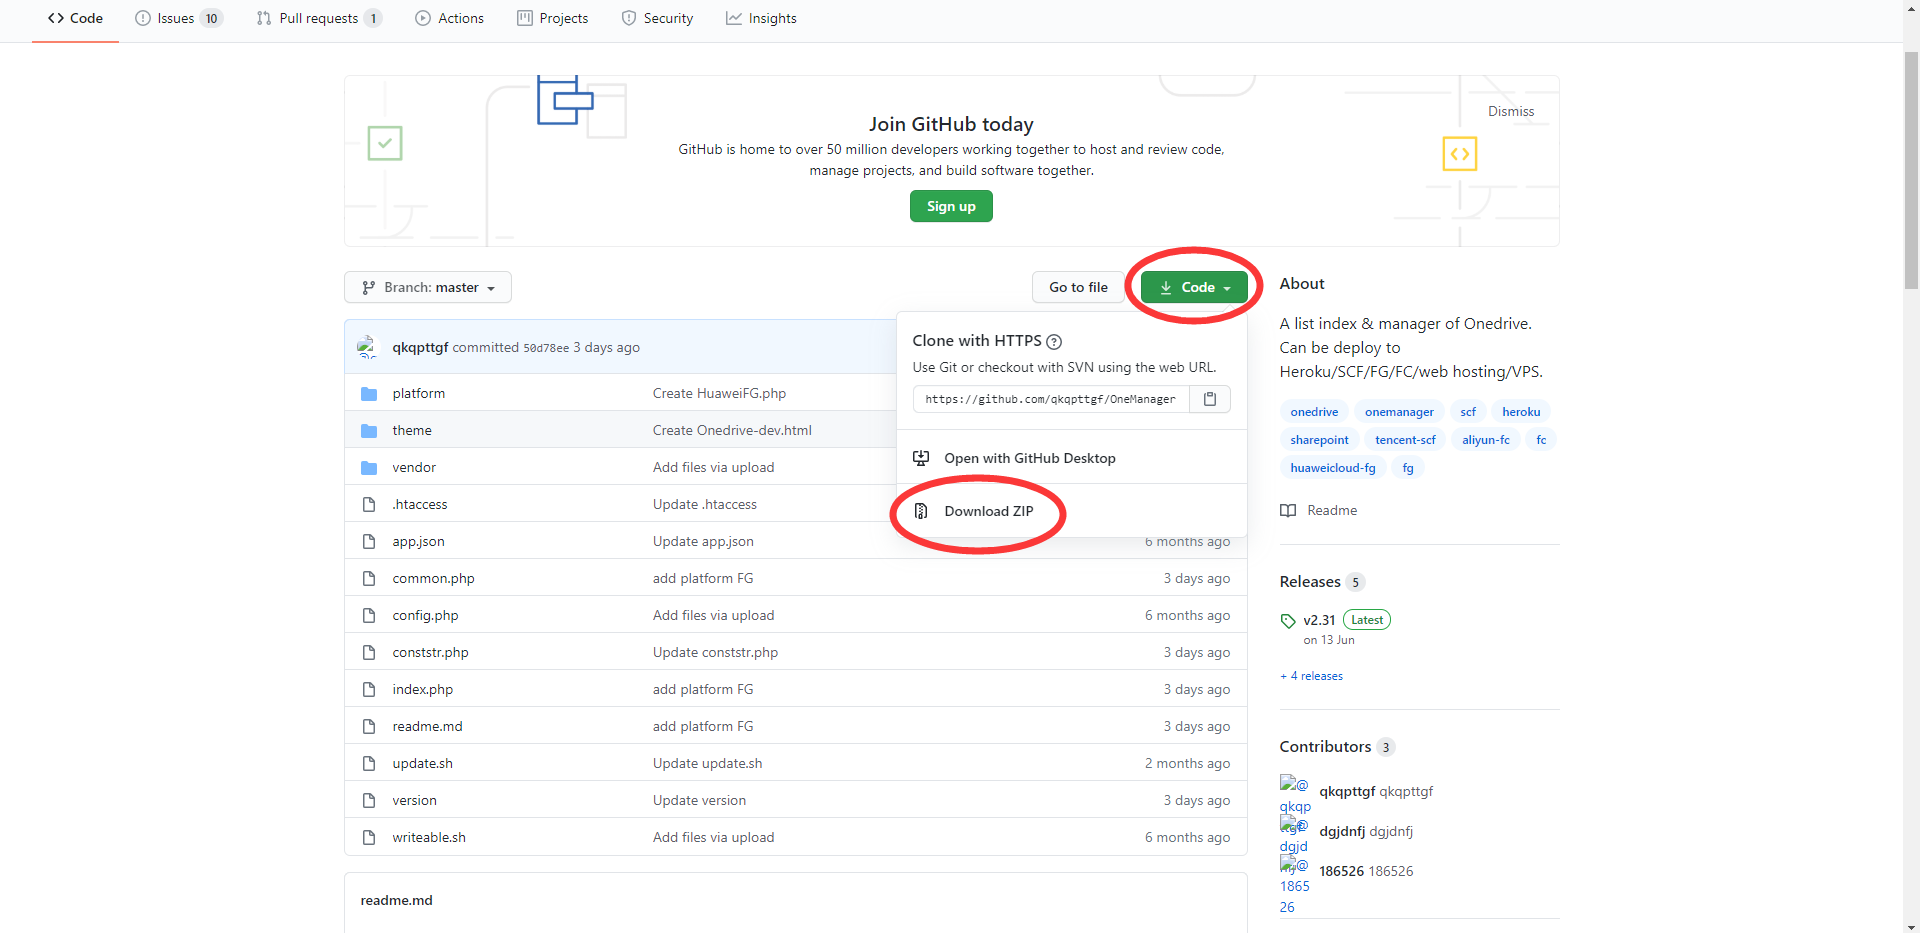 Code
Issues 10
Pull requests 1
Actions
Projects
Security
Insights
Join GitHub today
Dismiss
GitHub is home to over 50 million developers working together to host and review code,
manage projects, and build software together.
Sign up
Branch: master
Go to file
Code
qkqpttgf committed 50d78ee 3 days ago
Clone with HTTPS
Use Git or checkout with SVN using the web URL.
https://github.com/qkqpttgf/OneManager
Open with GitHub Desktop
Download ZIP
platform Create HuaweiFG.php
theme Create Onedrive-dev.html
vendor Add files via upload
.htaccess Update .htaccess
app.json Update app.json 6 months ago
common.php add platform FG 3 days ago
config.php Add files via upload 6 months ago
conststr.php Update conststr.php 3 days ago
index.php add platform FG 3 days ago
readme.md add platform FG 3 days ago
update.sh Update update.sh 2 months ago
version Update version 3 days ago
writeable.sh Add files via upload 6 months ago
readme.md
About
A list index & manager of Onedrive.
Can be deploy to
Heroku/SCF/FG/FC/web hosting/VPS.
onedrive onemanager scf heroku
sharepoint tencent-scf aliyun-fc fc
huaweicloud-fg fg
Readme
Releases 5
v2.31 Latest
on 13 Jun
+ 4 releases
Contributors 3
@
qkqp
qkqpttgf qkqpttgf
@
dgjd
dgjdnfj dgjdnfj
@
1865
26
186526 186526